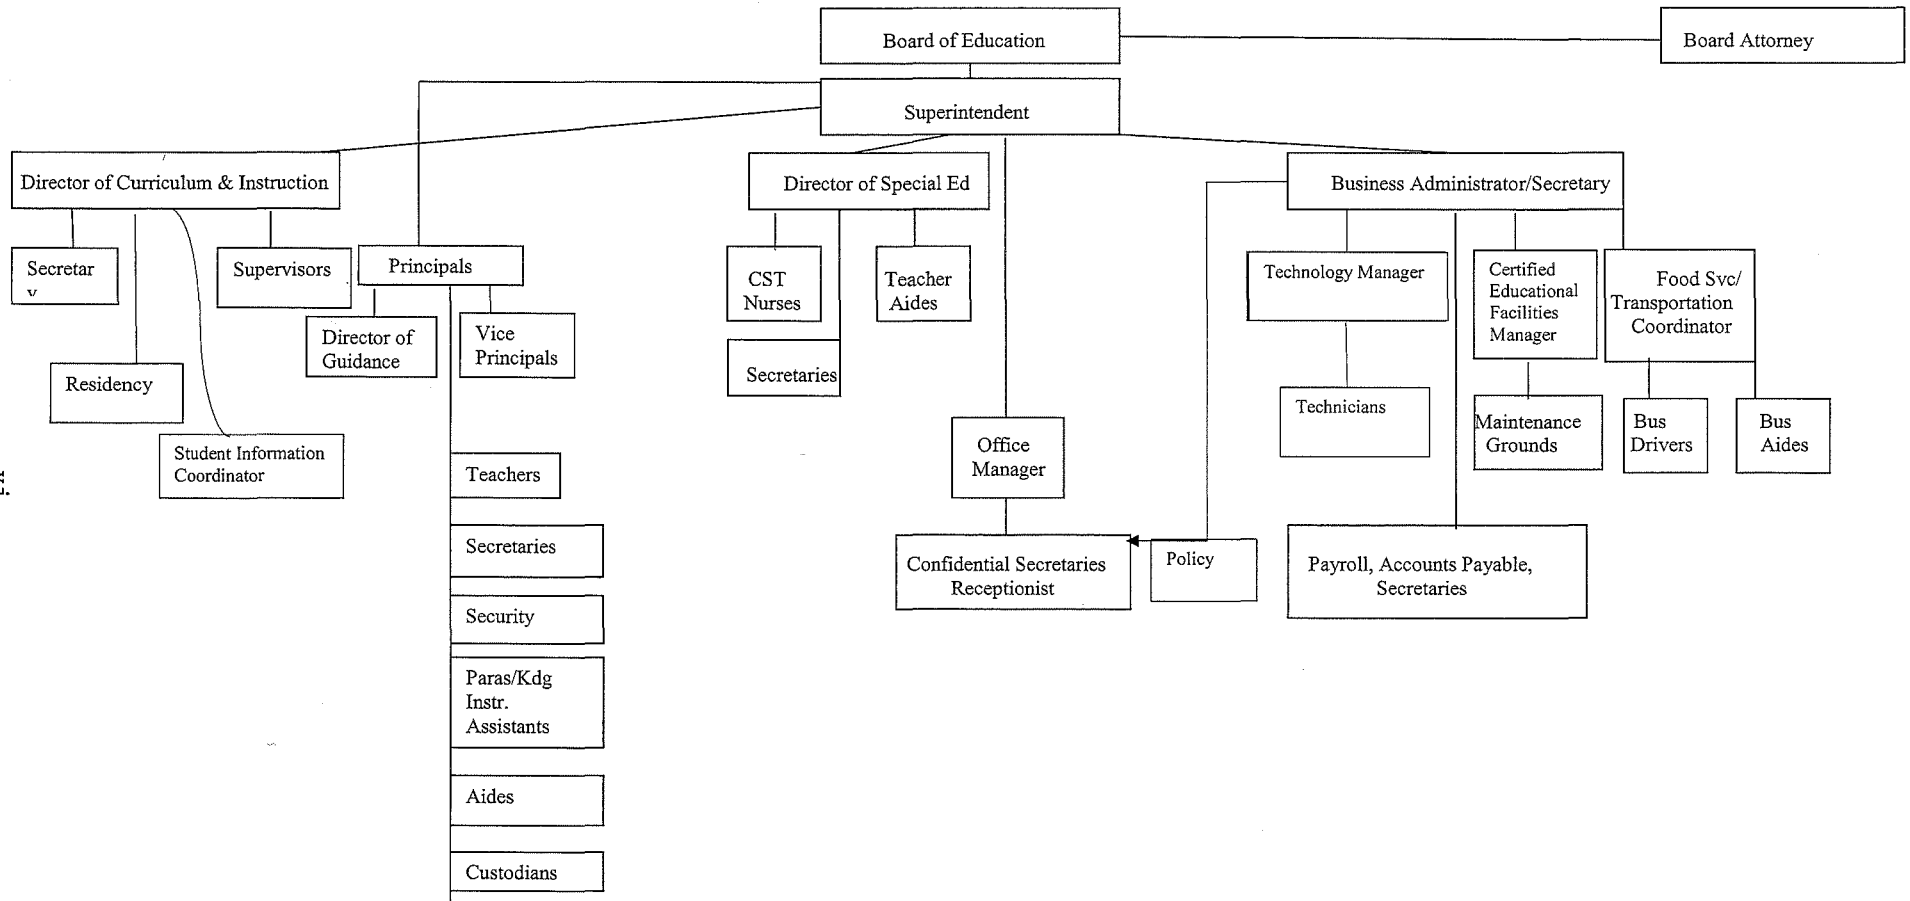 Board of Education
Board Attorney
Superintendent
Director of Curriculum & Instruction
Director of Special Ed
Business Administrator/Secretary
Secretar
y
Supervisors
Principals
CST
Nurses
Teacher
Aides
Technology Manager
Certified
Educational
Facilities
Manager
Food Svc/
Transportation
Coordinator
Director of
Guidance
Vice
Principals
Residency
Secretaries
Technicians
Maintenance
Grounds
Bus
Drivers
Bus
Aides
Student Information
Coordinator
Office
Manager
Teachers
Secretaries
Confidential Secretaries
Receptionist
Policy
Payroll, Accounts Payable,
Secretaries
Security
Paras/Kdg
Instr.
Assistants
Aides
Custodians